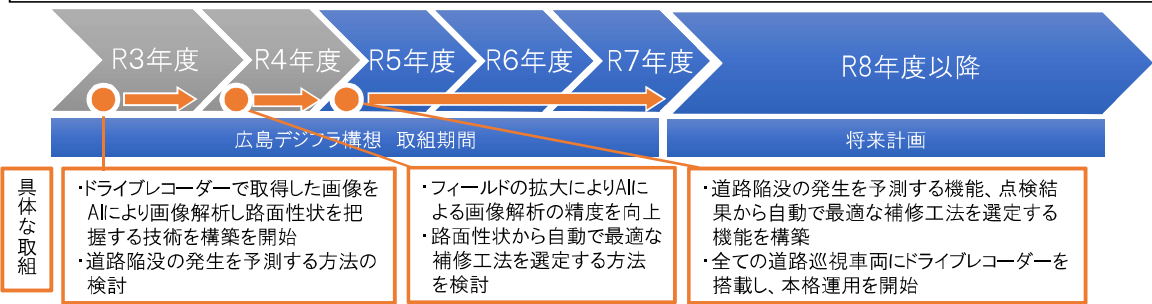 R3年度
R4年度
R5年度
R6年度
R7年度
R8年度以降
広島デジフラ構想 取組期間
将来計画
具体な取組
・ドライブレコーダーで取得した画像を
AIにより画像解析し路面性状を把
握する技術を構築を開始
・道路陥没の発生を予測する方法の
検討
・フィールドの拡大によりAIに
よる画像解析の精度を向上
・路面性状から自動で最適な
補修工法を選定する方法
を検討
・道路陥没の発生を予測する機能、点検結
果から自動で最適な補修工法を選定する
機能を構築
・全ての道路巡視車両にドライブレコーダーを
搭載し、本格運用を開始